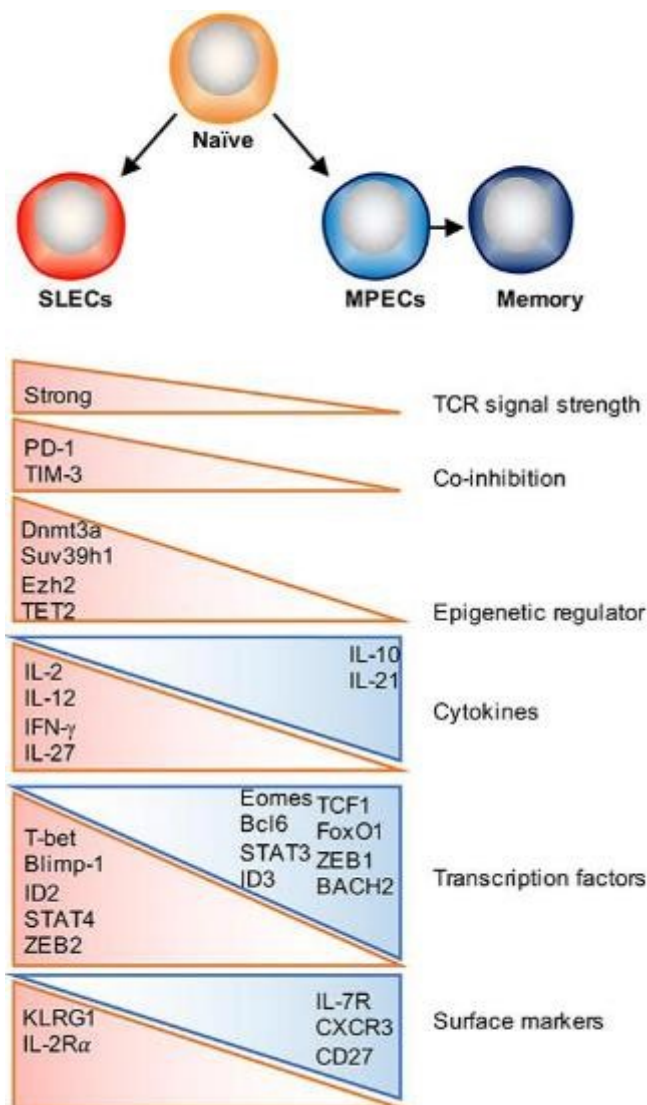 Naïve
SLECs
MPECs
Memory
Strong
TCR signal strength
PD-1
TIM-3
Co-inhibition
Dnmt3a
Suv39h1
Ezh2
TET2
Epigenetic regulator
IL-2
IL-12
IFN-γ
IL-27
IL-10
IL-21
Cytokines
T-bet
Blimp-1
ID2
STAT4
ZEB2
Eomes
Bcl6
STAT3
ID3
TCF1
FoxO1
ZEB1
BACH2
Transcription factors
KLRG1
IL-2Rα
IL-7R
CXCR3
CD27
Surface markers